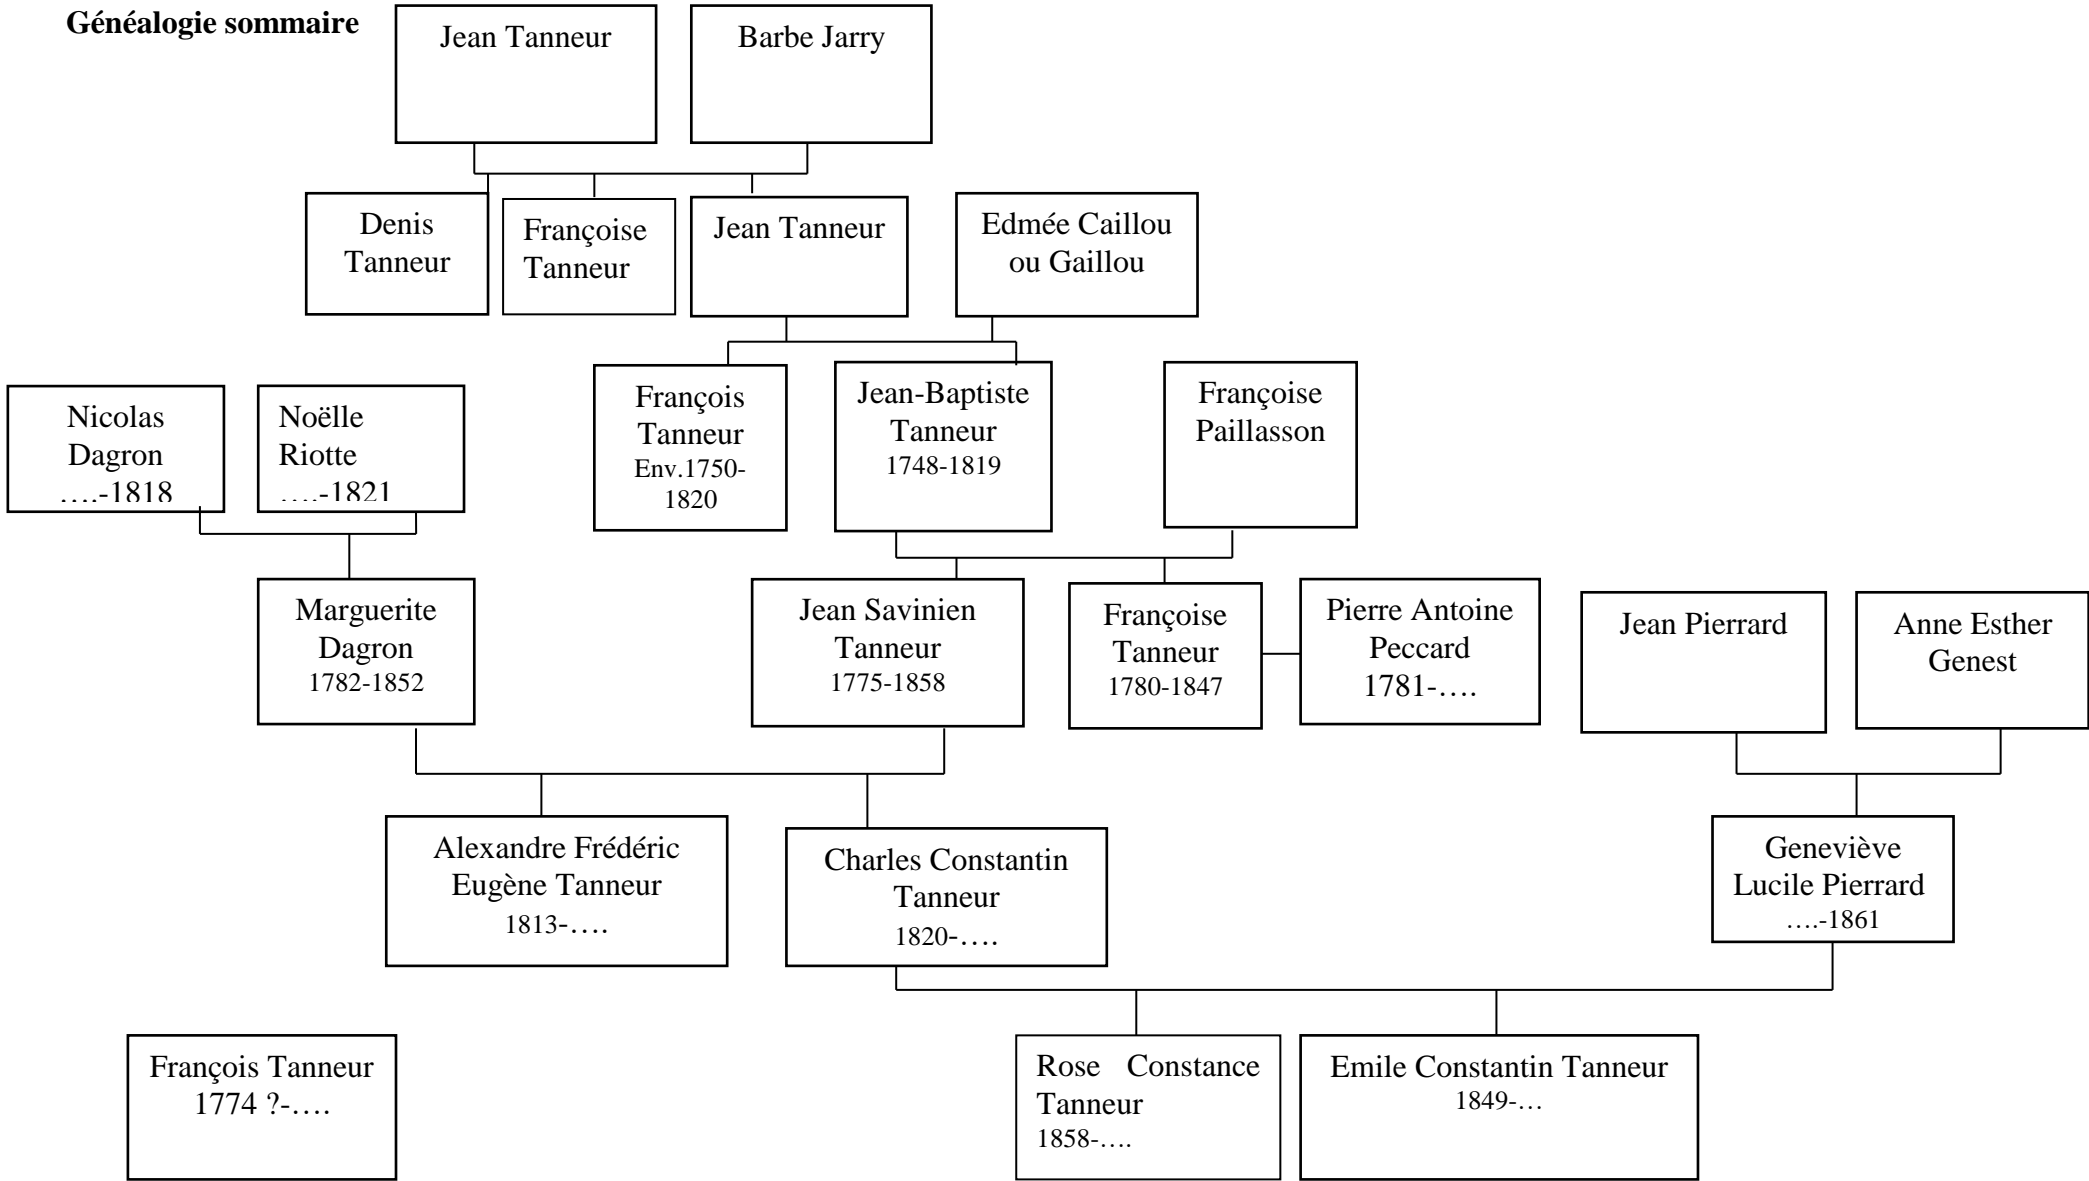 Généalogie sommaire
Jean Tanneur
Barbe Jarry
Denis
Tanneur
Françoise
Tanneur
Jean Tanneur
Edmée Caillou
ou Gaillou
Nicolas
Dagron
….-1818
Noëlle
Riotte
….-1821
François
Tanneur
Env.1750-
1820
Jean-Baptiste
Tanneur
1748-1819
Françoise
Paillasson
Marguerite
Dagron
1782-1852
Jean Savinien
Tanneur
1775-1858
Françoise
Tanneur
1780-1847
Pierre Antoine
Peccard
1781-….
Jean Pierrard
Anne Esther
Genest
Alexandre Frédéric
Eugène Tanneur
1813-….
Charles Constantin
Tanneur
1820-….
Geneviève
Lucile Pierrard
….-1861
François Tanneur
1774 ?-….
Rose Constance
Tanneur
1858-….
Emile Constantin Tanneur
1849-…